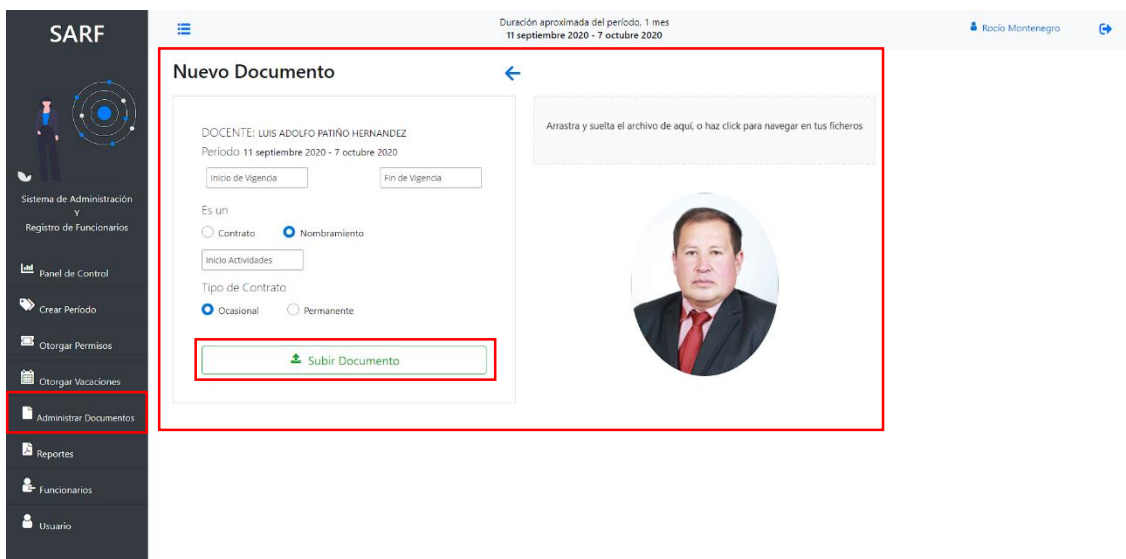 SARF
Sistema de Administración
Y
Registro de Funcionarios
Panel de Control
Crear Período
Otorgar Permisos
Otorgar Vacaciones
Administrar Documentos
Reportes
Funcionarios
Usuario
Duración aproximada del período, 1 mes
11 septiembre 2020 - 7 octubre 2020
Rocío Montenegro
Nuevo Documento
DOCENTE: LUIS ADOLFO PATIÑO HERNANDEZ
Período 11 septiembre 2020 - 7 octubre 2020
Inicio de Vigencia Fin de Vigencia
Es un
Contrato Nombramiento
Inicio Actividades
Tipo de Contrato
Ocasional Permanente
Subir Documento
Arrastra y suelta el archivo de aquí, o haz click para navegar en tus ficheros